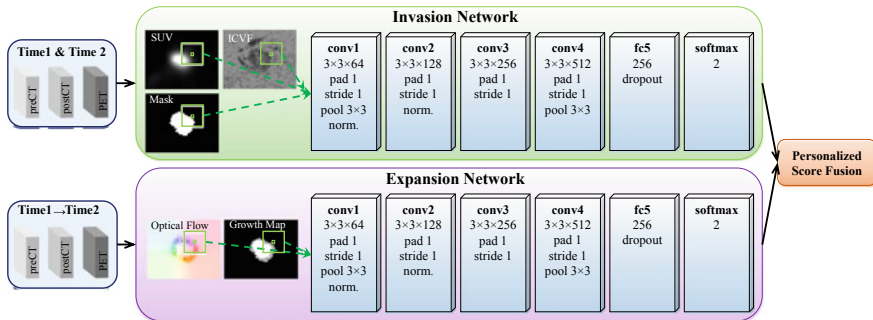 Invasion Network
Time1 & Time 2
preCT
postCT
PET
SUV
ICVF
Mask
conv1
3×3×64
pad 1
stride 1
pool 3×3
norm.
conv2
3×3×128
pad 1
stride 1
norm.
conv3
3×3×256
pad 1
stride 1
conv4
3×3×512
pad 1
stride 1
pool 3×3
fc5
256
dropout
softmax
2
Personalized
Score Fusion
Expansion Network
Time1→Time2
preCT
postCT
PET
Optical Flow
Growth Map
conv1
3×3×64
pad 1
stride 1
pool 3×3
norm.
conv2
3×3×128
pad 1
stride 1
norm.
conv3
3×3×256
pad 1
stride 1
conv4
3×3×512
pad 1
stride 1
pool 3×3
fc5
256
dropout
softmax
2